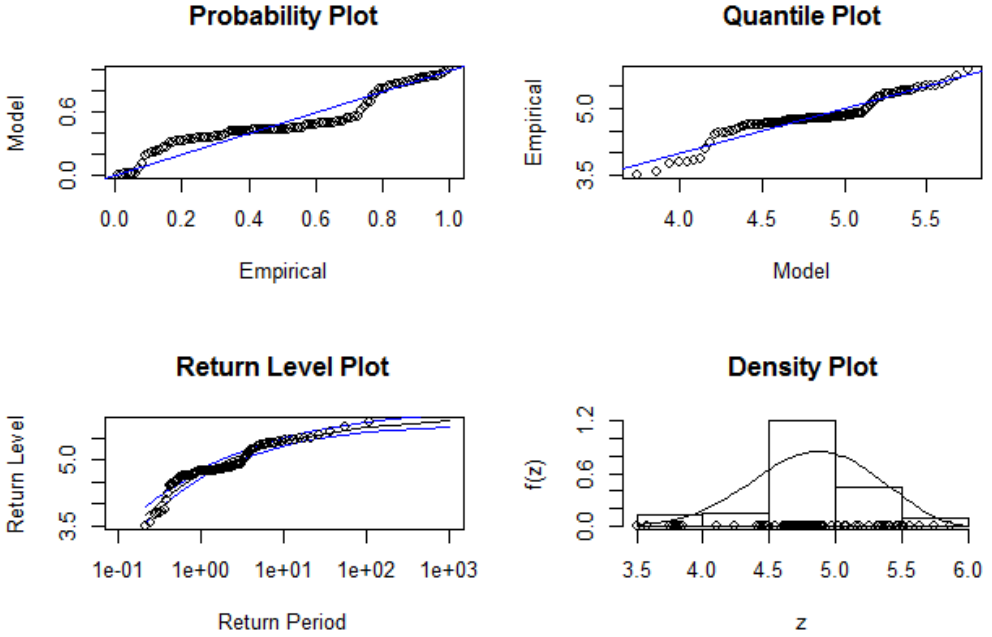 Probability Plot
Model
0.0 0.6
0.0 0.2 0.4 0.6 0.8 1.0
Empirical
Quantile Plot
Empirical
3.5 5.0
4.0 4.5 5.0 5.5
Model
Return Level Plot
Return Level
3.5 5.0
1e-01 1e+00 1e+01 1e+02 1e+03
Return Period
Density Plot
f(z)
0.0 0.6 1.2
3.5 4.0 4.5 5.0 5.5 6.0
z